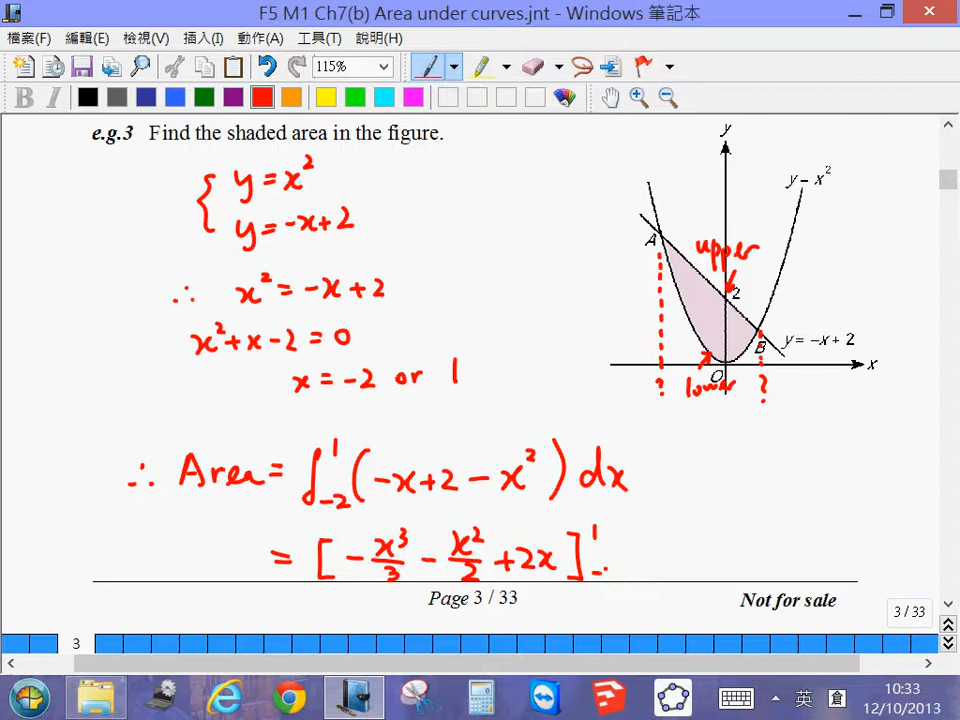 F5 M1 Ch7(b) Area under curves.jnt - Windows 筆記本
檔案(F) 編輯(E) 檢視(V) 插入(I) 動作(A) 工具(T) 說明(H)
115%
B I
e.g.3 Find the shaded area in the figure.
{ y = x²
y = -x+2
∴ x² = -x + 2
x² + x - 2 = 0
x = -2 or 1
y
y = x²
A
upper
2
B
y = -x + 2
x
O
? lower ?
∴ Area = ∫₋₂¹ (-x+2 - x²) dx
= [ - x³/3 - x²/2 + 2x ]¹
Page 3 / 33
Not for sale
3 / 33
3
英 倉
10:33
12/10/2013